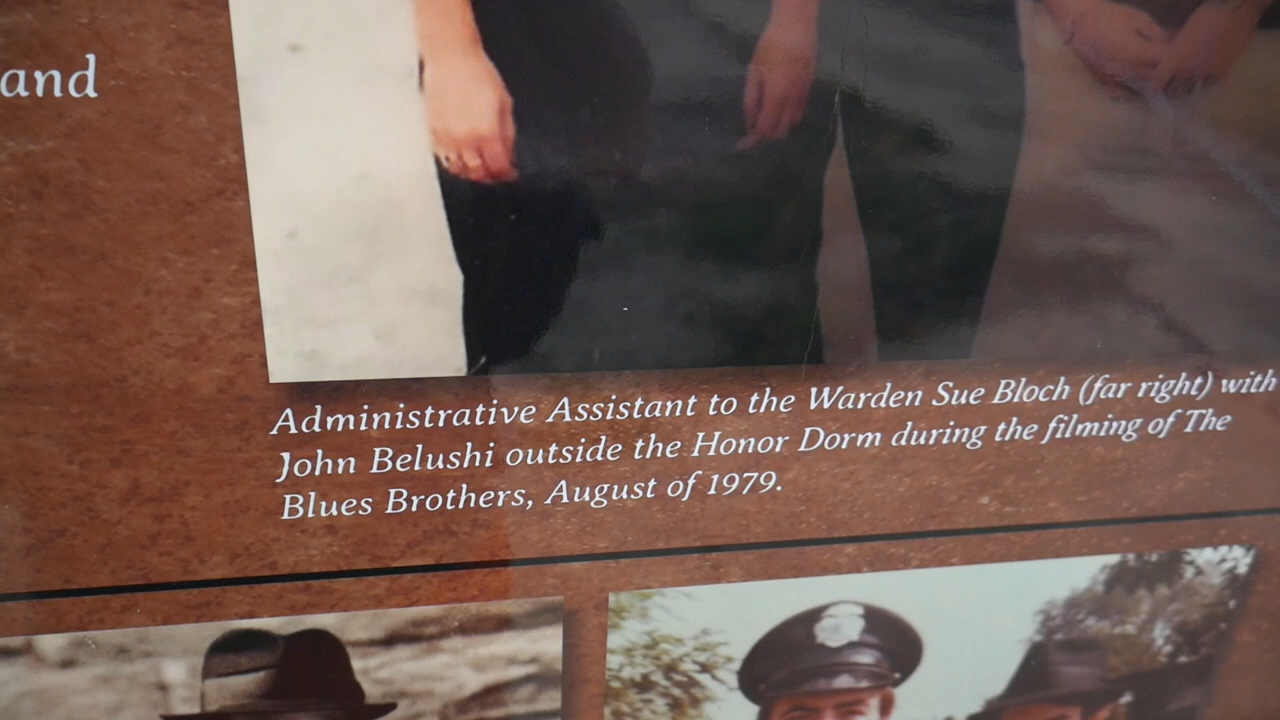 and
Administrative Assistant to the Warden Sue Bloch (far right) with
John Belushi outside the Honor Dorm during the filming of The
Blues Brothers, August of 1979.